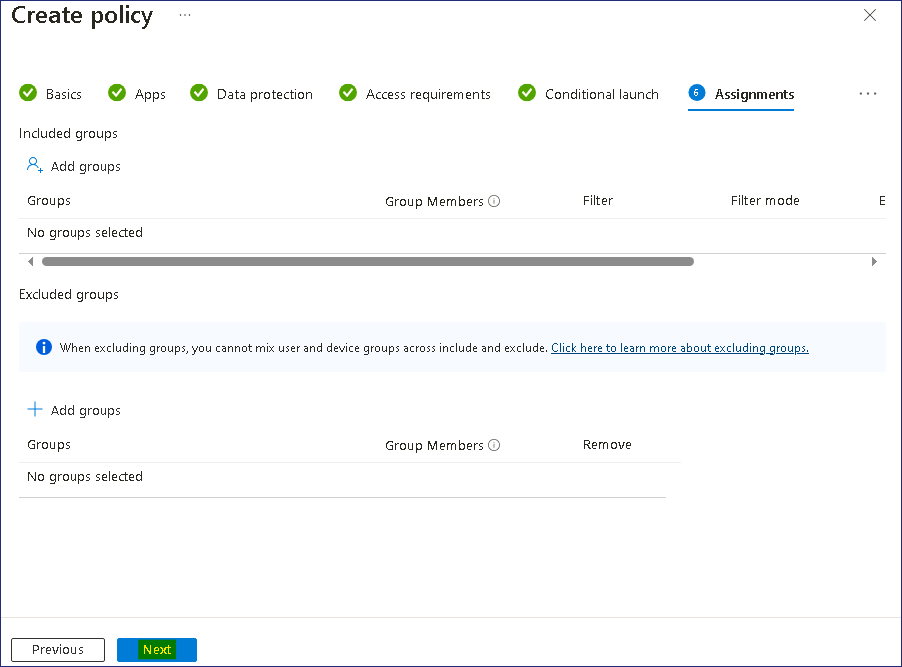 Create policy ...
Basics Apps Data protection Access requirements Conditional launch 6 Assignments ...
Included groups
Add groups
Groups Group Members Filter Filter mode E
No groups selected
Excluded groups
When excluding groups, you cannot mix user and device groups across include and exclude. Click here to learn more about excluding groups.
Add groups
Groups Group Members Remove
No groups selected
Previous Next